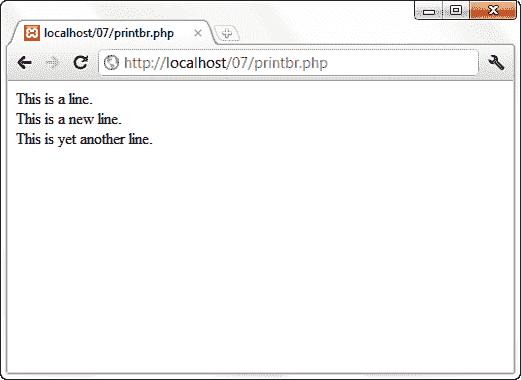 localhost/07/printbr.php
http://localhost/07/printbr.php
This is a line.
This is a new line.
This is yet another line.